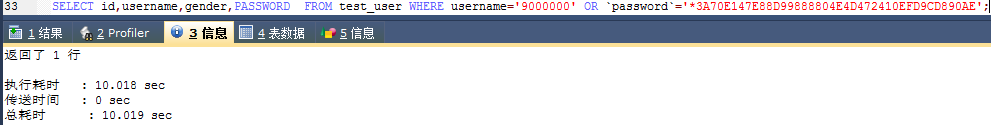 33 SELECT id,username,gender,PASSWORD FROM test_user WHERE username='9000000' OR `password`='*3A70E147E88D99888804E4D472410EFD9CD890AE';
1 结果 2 Profiler 3 信息 4 表数据 5 信息
返回了 1 行
执行耗时 : 10.018 sec
传送时间 : 0 sec
总耗时 : 10.019 sec